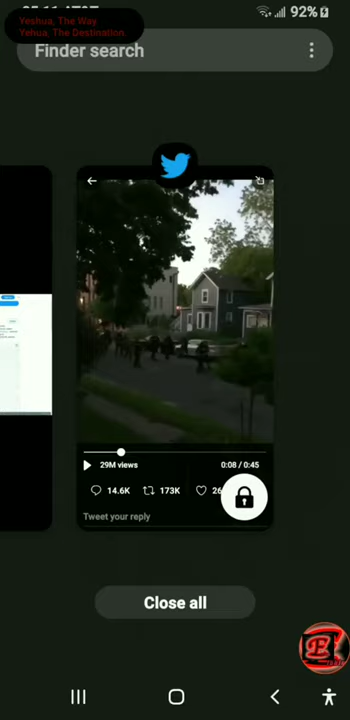 Yeshua, The Way
Yehua, The Destination.
92%
Finder search
29M views
0:08 / 0:45
14.6K
173K
26
Tweet your reply
Close all